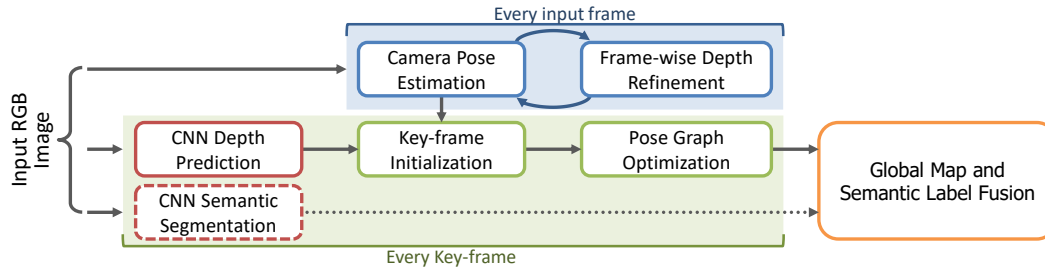 Every input frame
Camera Pose
Estimation
Frame-wise Depth
Refinement
Input RGB
Image
CNN Depth
Prediction
Key-frame
Initialization
Pose Graph
Optimization
Global Map and
Semantic Label Fusion
CNN Semantic
Segmentation
Every Key-frame